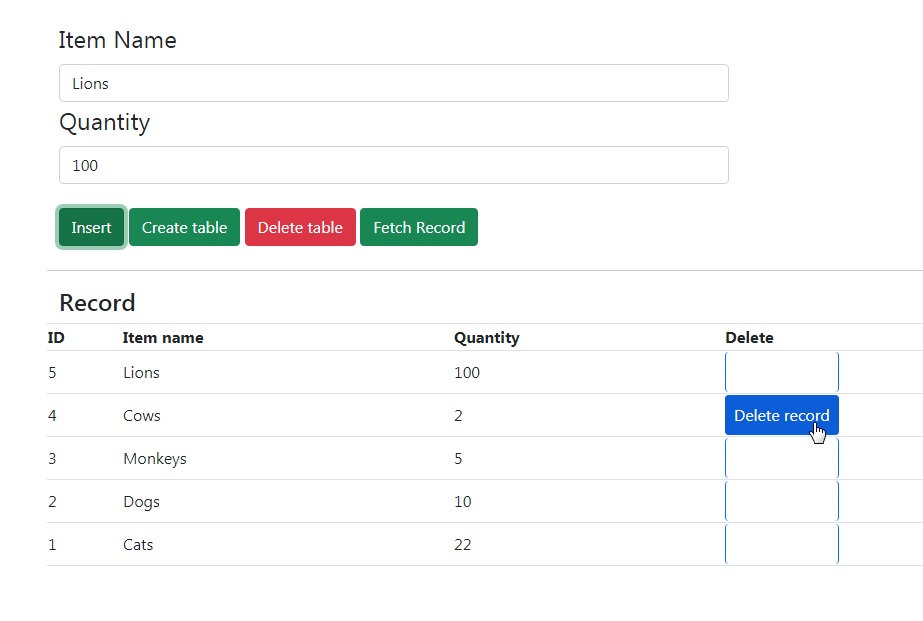 Item Name
Lions
Quantity
100
Insert Create table Delete table Fetch Record
Record
ID Item name Quantity Delete
5 Lions 100
4 Cows 2 Delete record
3 Monkeys 5
2 Dogs 10
1 Cats 22